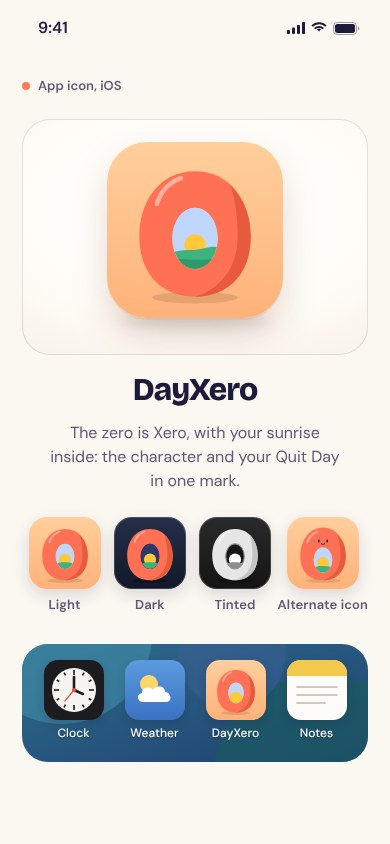 9:41
App icon, iOS
DayXero
The zero is Xero, with your sunrise
inside: the character and your Quit Day
in one mark.
Light
Dark
Tinted
Alternate icon
Clock
Weather
DayXero
Notes